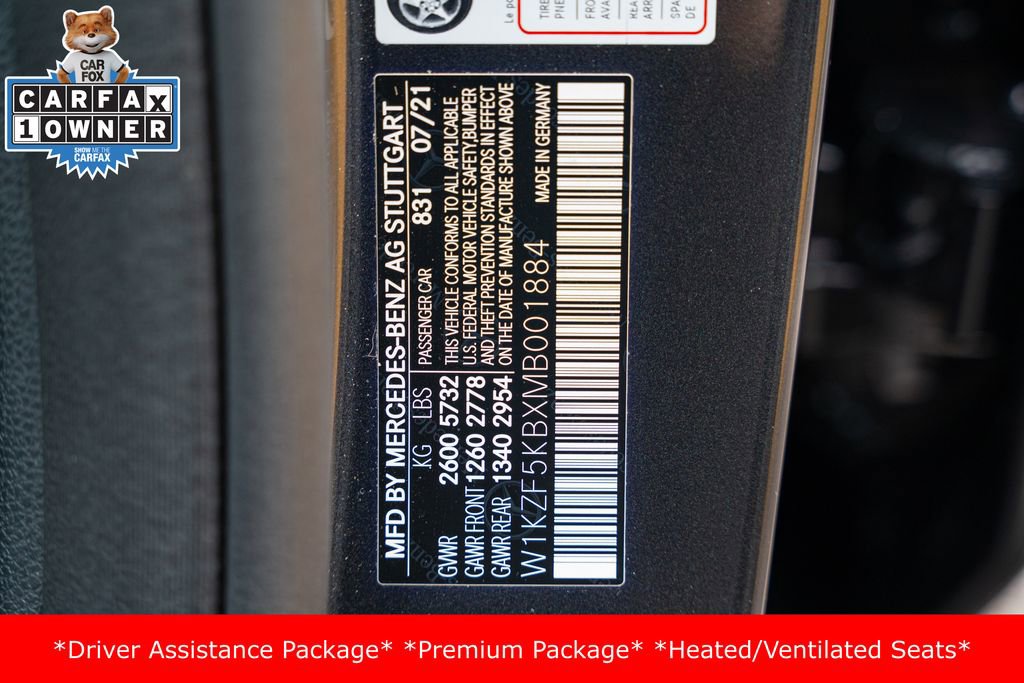 CAR
FOX
CARFAX
1 OWNER
SHOW ME THE
CARFAX
MFD BY MERCEDES-BENZ AG STUTTGART
KG LBS PASSENGER CAR 831 07/21
GVWR 2600 5732
GAWR FRONT 1260 2778
GAWR REAR 1340 2954
THIS VEHICLE CONFORMS TO ALL APPLICABLE
U.S. FEDERAL MOTOR VEHICLE SAFETY,BUMPER
AND THEFT PREVENTION STANDARDS IN EFFECT
ON THE DATE OF MANUFACTURE SHOWN ABOVE
W1KZF5KBXMB001884 MADE IN GERMANY
*Driver Assistance Package* *Premium Package* *Heated/Ventilated Seats*